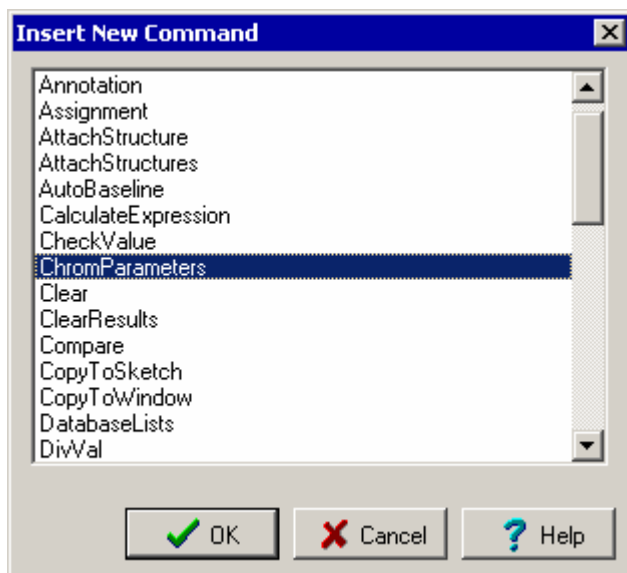 Insert New Command
Annotation
Assignment
AttachStructure
AttachStructures
AutoBaseline
CalculateExpression
CheckValue
ChromParameters
Clear
ClearResults
Compare
CopyToSketch
CopyToWindow
DatabaseLists
DivVal
OK Cancel Help